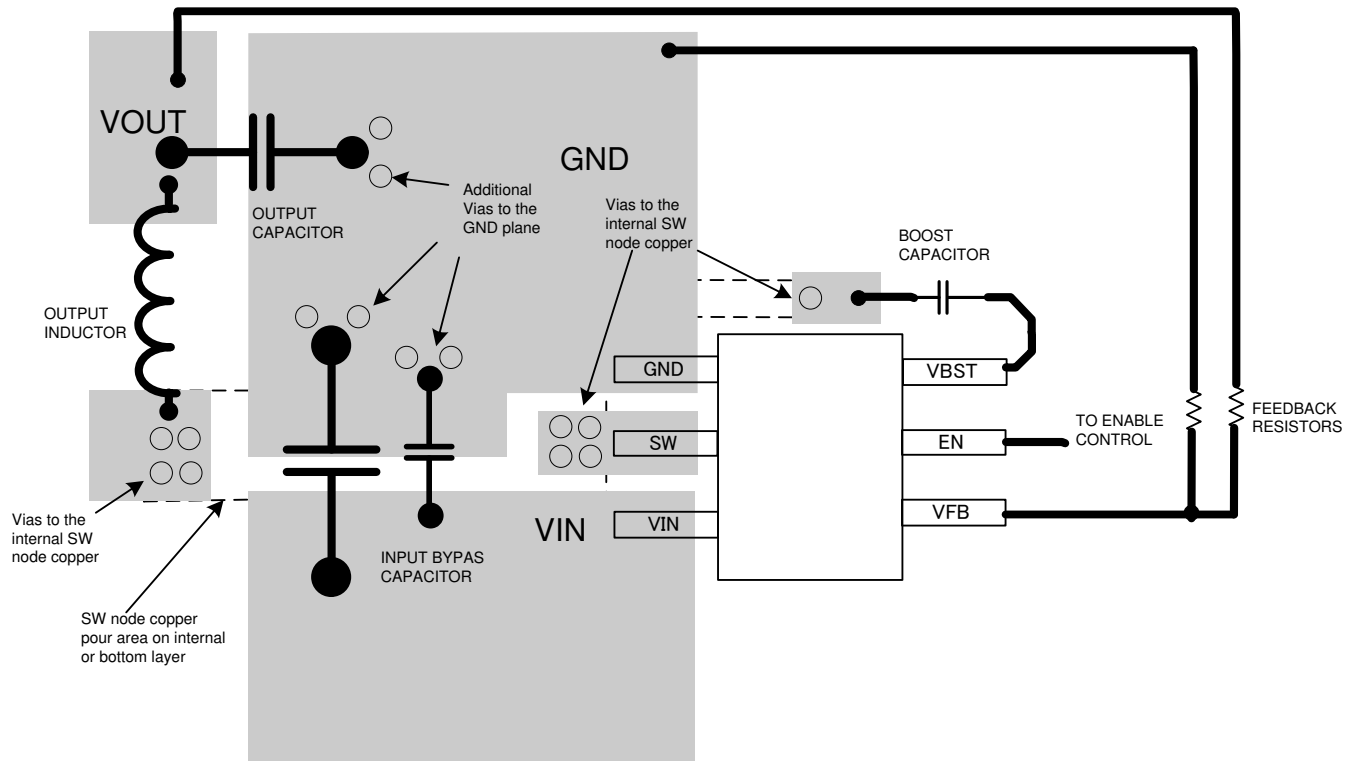 VOUT
GND
OUTPUT
CAPACITOR
Additional
Vias to the
GND plane
Vias to the
internal SW
node copper
BOOST
CAPACITOR
OUTPUT
INDUCTOR
GND
VBST
SW
EN
TO ENABLE
CONTROL
FEEDBACK
RESISTORS
VIN
VIN
VFB
Vias to the
internal SW
node copper
INPUT BYPAS
CAPACITOR
SW node copper
pour area on internal
or bottom layer